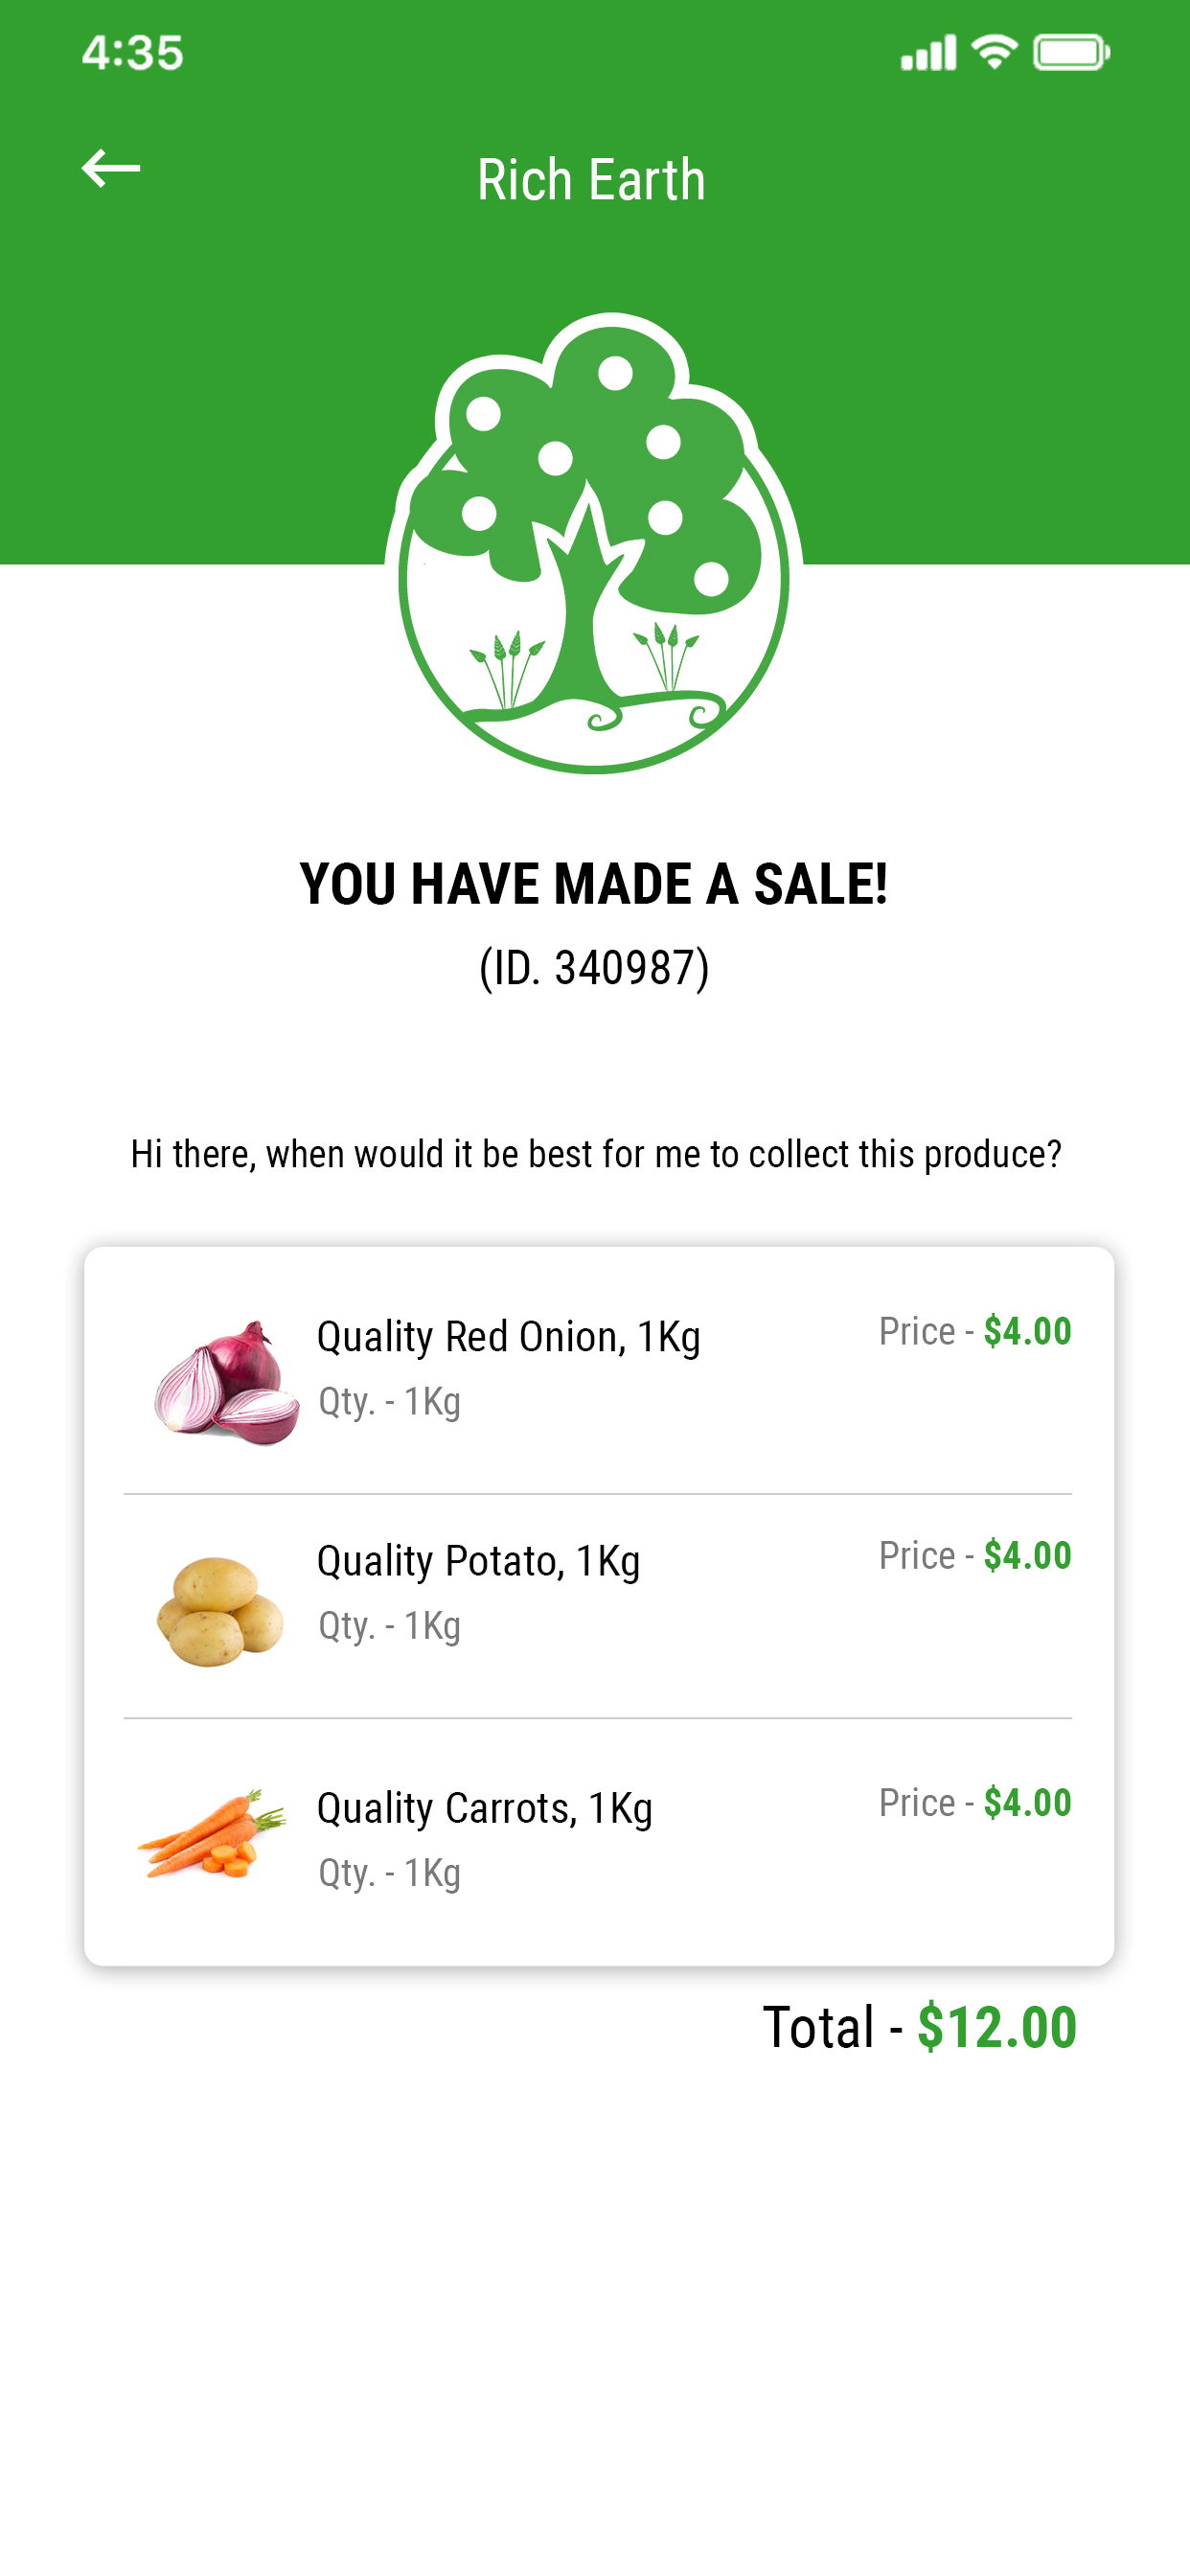 4:35
Rich Earth
YOU HAVE MADE A SALE!
(ID. 340987)
Hi there, when would it be best for me to collect this produce?
Quality Red Onion, 1Kg
Price - $4.00
Qty. - 1Kg
Quality Potato, 1Kg
Price - $4.00
Qty. - 1Kg
Quality Carrots, 1Kg
Price - $4.00
Qty. - 1Kg
Total - $12.00